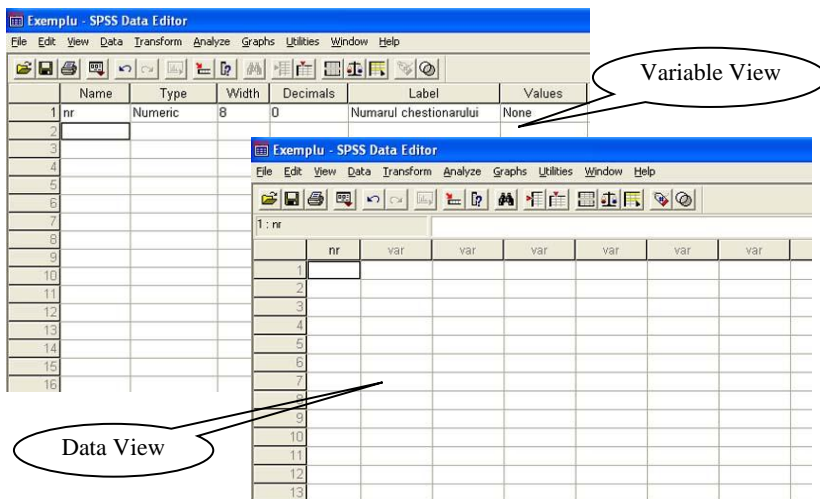 Exemplu - SPSS Data Editor
File Edit View Data Transform Analyze Graphs Utilities Window Help
Name Type Width Decimals Label Values
1 nr Numeric 8 0 Numarul chestionarului None
2
3
4
5
6
7
8
9
10
11
12
13
14
15
16
Variable View
Exemplu - SPSS Data Editor
File Edit View Data Transform Analyze Graphs Utilities Window Help
1 : nr
nr var var var var var var
1
2
3
4
5
6
7
8
9
10
11
12
13
Data View